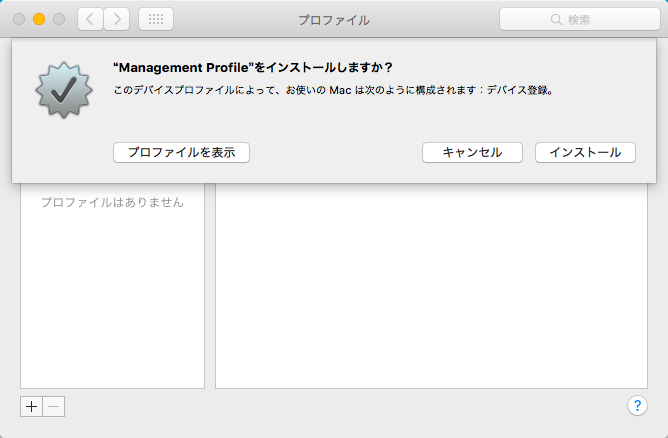 プロファイル
検索
“Management Profile”をインストールしますか？
このデバイスプロファイルによって、お使いの Mac は次のように構成されます：デバイス登録。
プロファイルを表示
キャンセル
インストール
プロファイルはありません
?